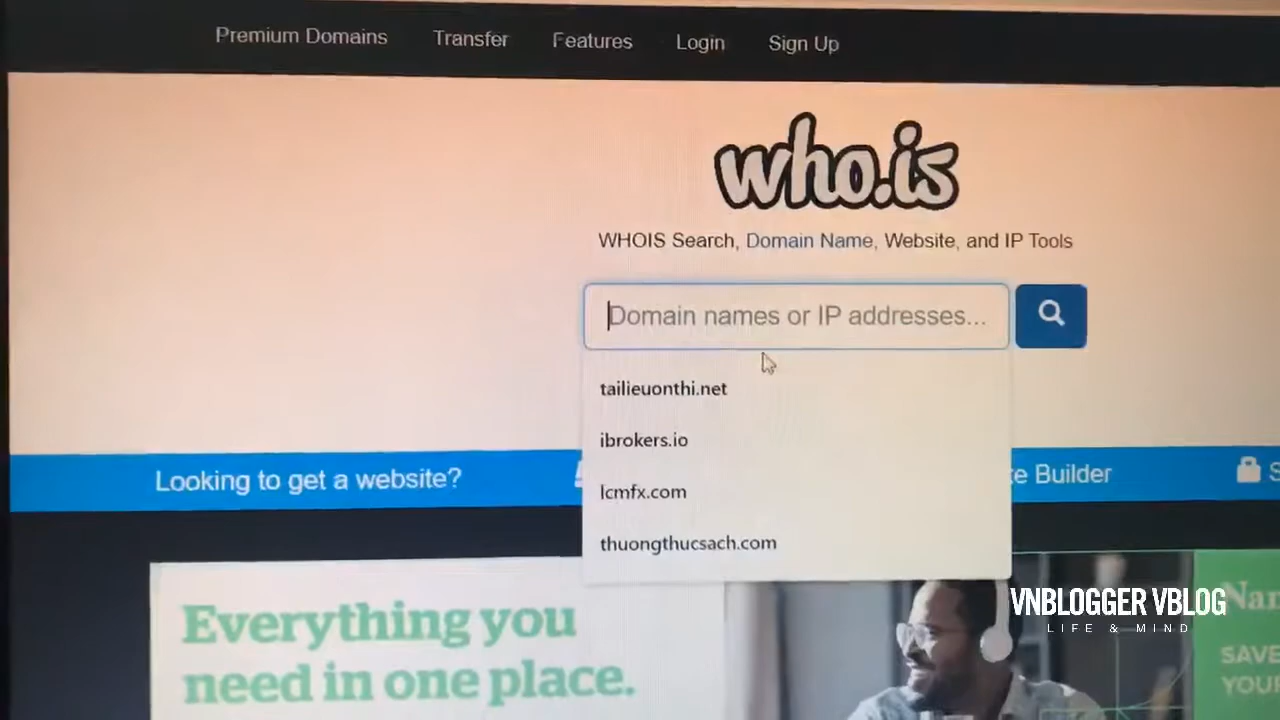 Premium Domains Transfer Features Login Sign Up
who.is
WHOIS Search, Domain Name, Website, and IP Tools
Domain names or IP addresses...
tailieuonthi.net
ibrokers.io
lcmfx.com
thuongthucsach.com
Looking to get a website?
Builder
Everything you
need in one place.
VNBLOGGER VBLOG
LIFE & MIND
SAVE